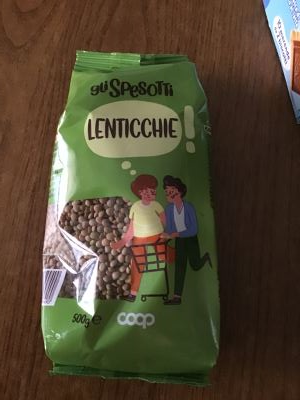 gli SPESOTTI
LENTICCHIE!
500g e
coop